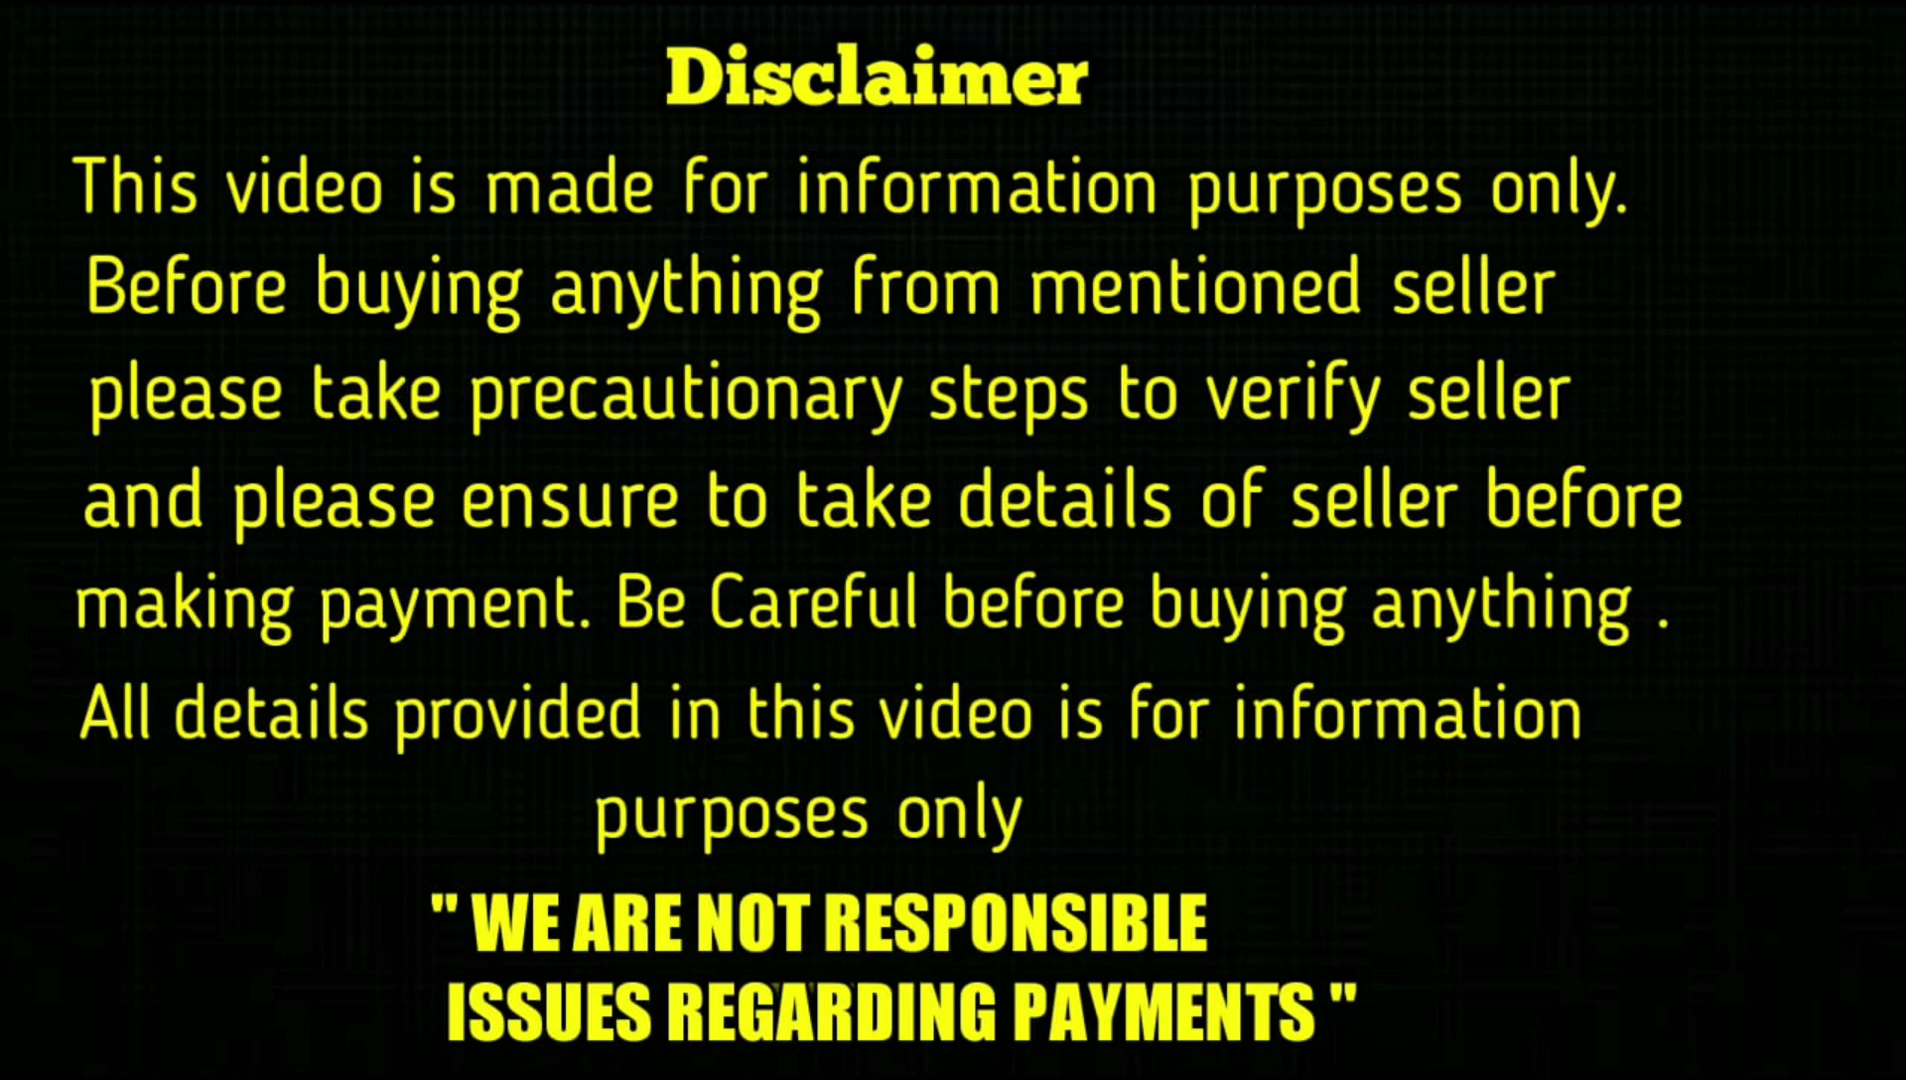 Disclaimer
This video is made for information purposes only.
Before buying anything from mentioned seller
please take precautionary steps to verify seller
and please ensure to take details of seller before
making payment. Be Careful before buying anything .
All details provided in this video is for information
purposes only
" WE ARE NOT RESPONSIBLE
ISSUES REGARDING PAYMENTS "